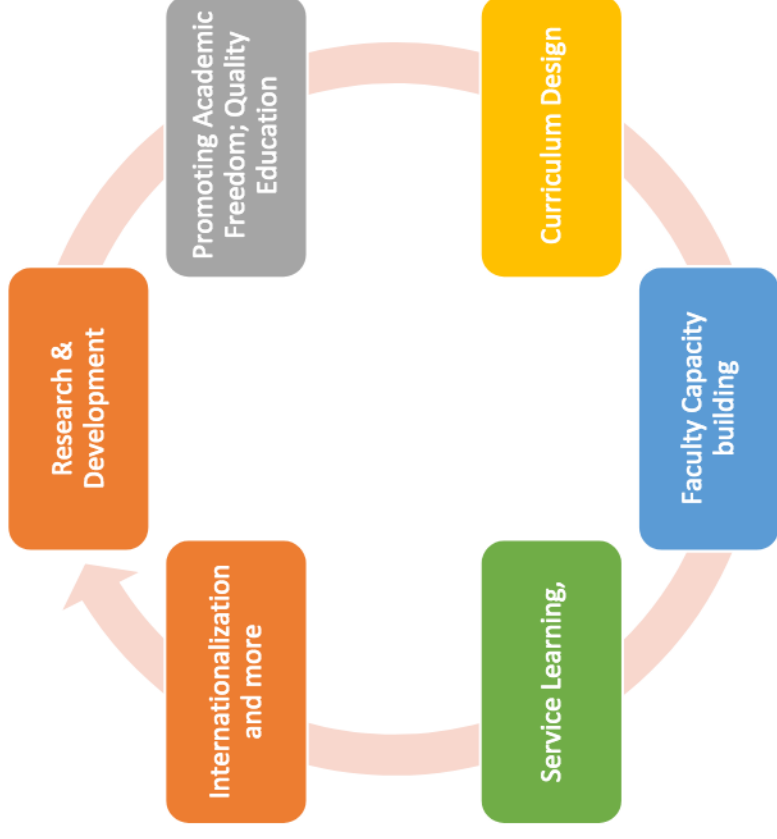 Research &
Development
Promoting Academic
Freedom; Quality
Education
Curriculum Design
Faculty Capacity
building
Service Learning,
Internationalization
and more